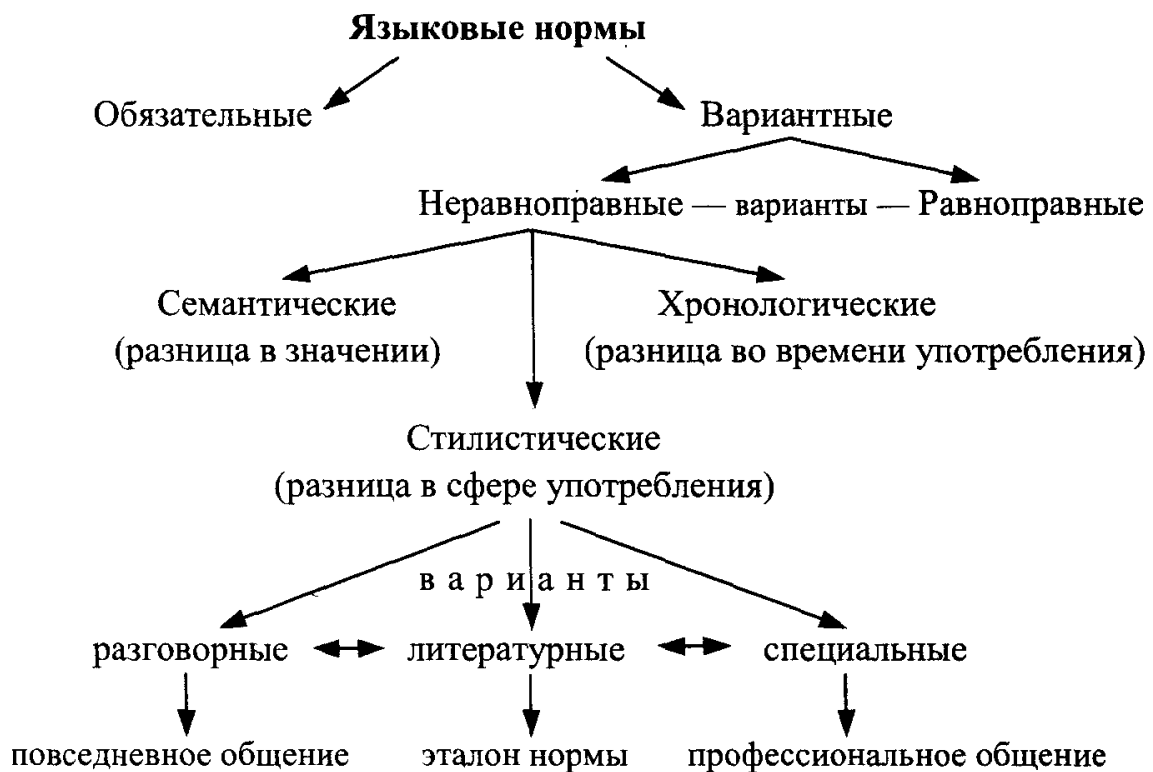 Языковые нормы
Обязательные Вариантные
Неравноправные — варианты — Равноправные
Семантические Хронологические
(разница в значении) (разница во времени употребления)
Стилистические
(разница в сфере употребления)
варианты
разговорные литературные специальные
повседневное общение эталон нормы профессиональное общение